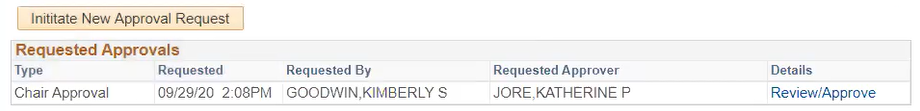 Inititate New Approval Request
Requested Approvals
Type Requested Requested By Requested Approver Details
Chair Approval 09/29/20 2:08PM GOODWIN,KIMBERLY S JORE,KATHERINE P Review/Approve